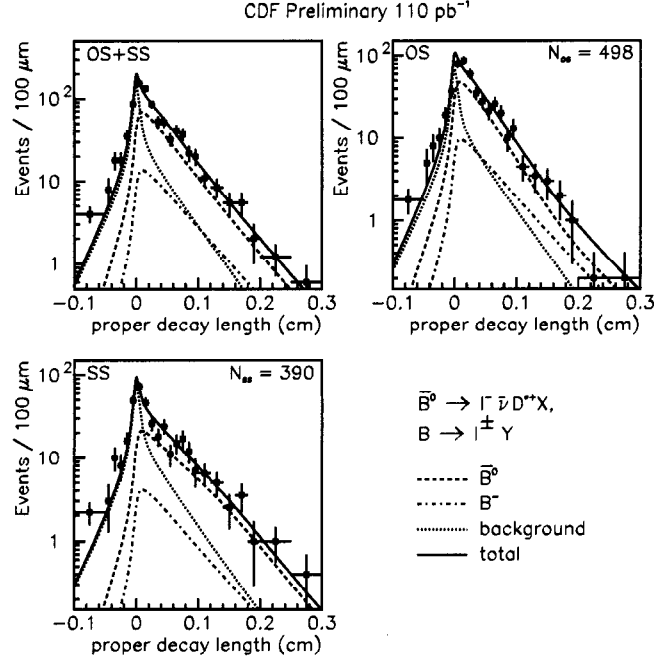 CDF Preliminary 110 pb⁻¹
OS+SS
Events / 100 μm
10²
10
1
-0.1 0 0.1 0.2 0.3
proper decay length (cm)
OS N_os = 498
Events / 100 μm
10²
10
1
-0.1 0 0.1 0.2 0.3
proper decay length (cm)
SS N_ss = 390
Events / 100 μm
10²
10
1
-0.1 0 0.1 0.2 0.3
proper decay length (cm)
B̅⁰ → l⁻ ν̅ D*⁺X,
B → l± Y
B̅⁰
B⁻
background
total